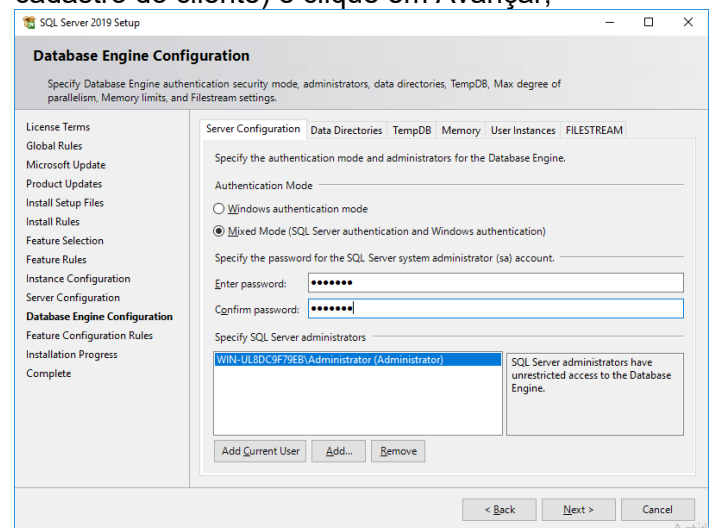 cadastro do cliente) e clique em Avançar;
SQL Server 2019 Setup
Database Engine Configuration
Specify Database Engine authentication security mode, administrators, data directories, TempDB, Max degree of
parallelism, Memory limits, and Filestream settings.
License Terms
Global Rules
Microsoft Update
Product Updates
Install Setup Files
Install Rules
Feature Selection
Feature Rules
Instance Configuration
Server Configuration
Database Engine Configuration
Feature Configuration Rules
Installation Progress
Complete
Server Configuration Data Directories TempDB Memory User Instances FILESTREAM
Specify the authentication mode and administrators for the Database Engine.
Authentication Mode
Windows authentication mode
Mixed Mode (SQL Server authentication and Windows authentication)
Specify the password for the SQL Server system administrator (sa) account.
Enter password: ●●●●●●●
Confirm password: ●●●●●●●
Specify SQL Server administrators
WIN-UL8DC9F79EB\Administrator (Administrator)
SQL Server administrators have
unrestricted access to the Database
Engine.
Add Current User Add... Remove
< Back Next > Cancel